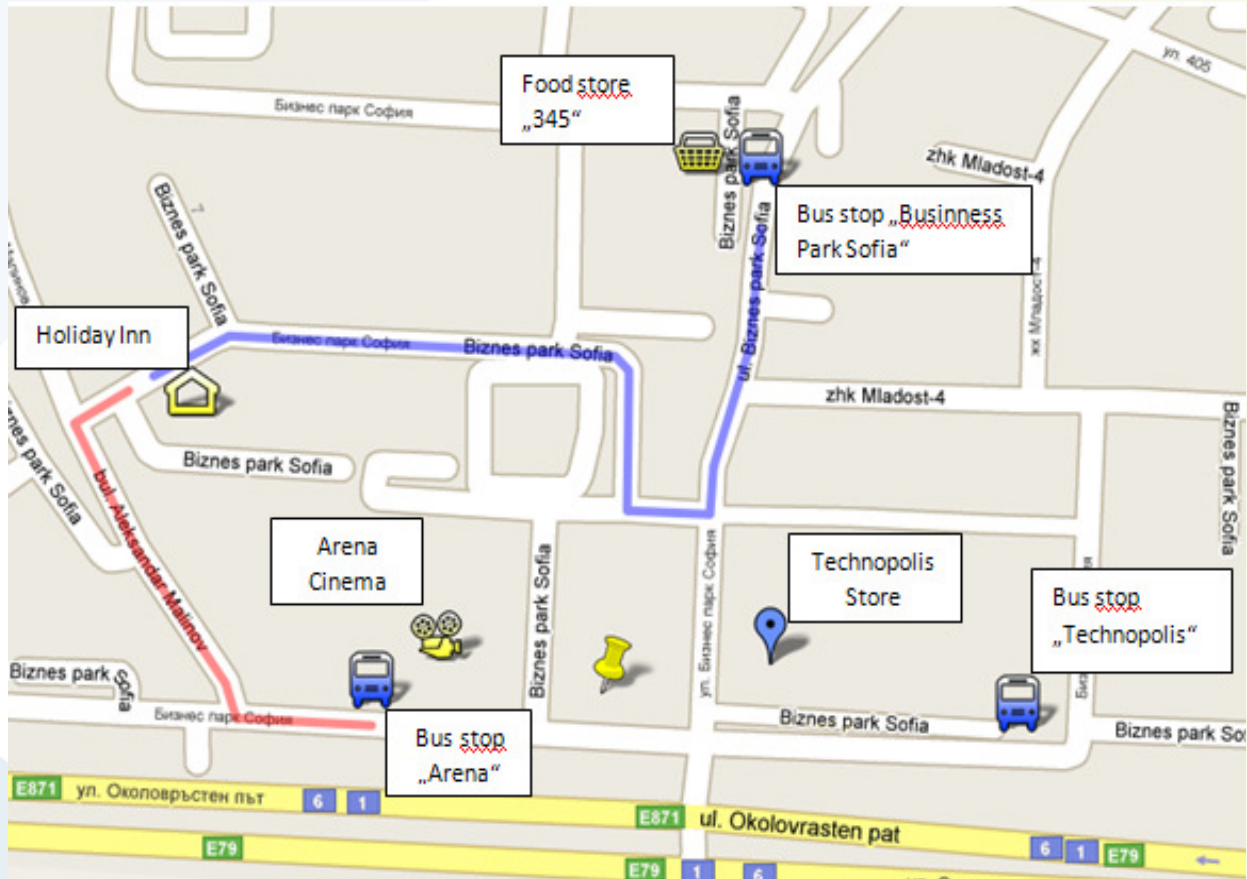 ул. 405
Food store
„345“
Бизнес парк София
Biznes park Sofia
zhk Mladost-4
Biznes park Sofia
7
Bus stop „Businness
Park Sofia“
ul. Biznes park Sofia
жк Младост-4
Holiday Inn
Бизнес парк София
Biznes park Sofia
zhk Mladost-4
Biznes park Sofia
Biznes park Sofia
bul. Aleksandar Malinov
Arena
Cinema
Biznes park Sofia
ул. Бизнес парк София
Technopolis
Store
Bus stop
„Technopolis“
Biznes park Sofia
Бизнес парк София
Bus stop
„Arena“
Biznes park Sofia
E871 ул. Околовръстен път 6 1
E871 ul. Okolovrasten pat
6 1 E79
E79
E79 1 6